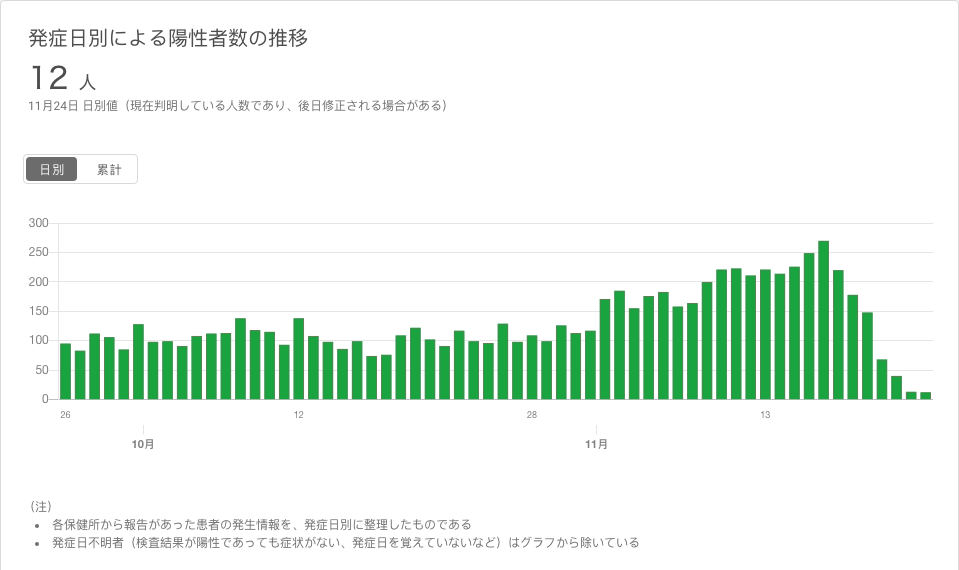 発症日別による陽性者数の推移
12 人
11月24日 日別値（現在判明している人数であり、後日修正される場合がある）
日別 累計
300
250
200
150
100
50
0
26 12 28 13
10月 11月
（注）
• 各保健所から報告があった患者の発生情報を、発症日別に整理したものである
• 発症日不明者（検査結果が陽性であっても症状がない、発症日を覚えていないなど）はグラフから除いている